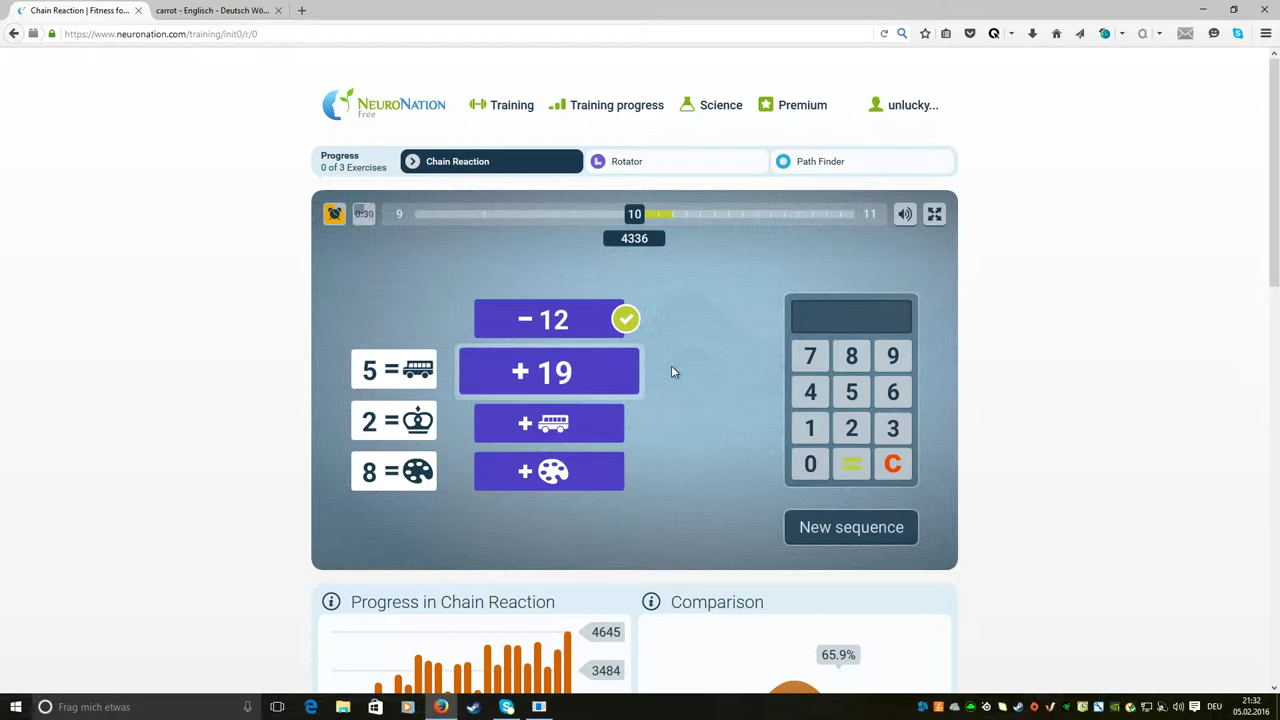 Chain Reaction | Fitness fo...
carrot - Englisch - Deutsch Wö...
https://www.neuronation.com/training/init0/r/0
NEURONATION
Free
Training
Training progress
Science
Premium
unlucky...
Progress
0 of 3 Exercises
Chain Reaction
Rotator
Path Finder
0:30
9
10
11
4336
− 12
5 =
+ 19
2 =
+
8 =
+
7 8 9
4 5 6
1 2 3
0 = C
New sequence
Progress in Chain Reaction
4645
3484
Comparison
65.9%
Frag mich etwas
DEU
21:32
05.02.2016